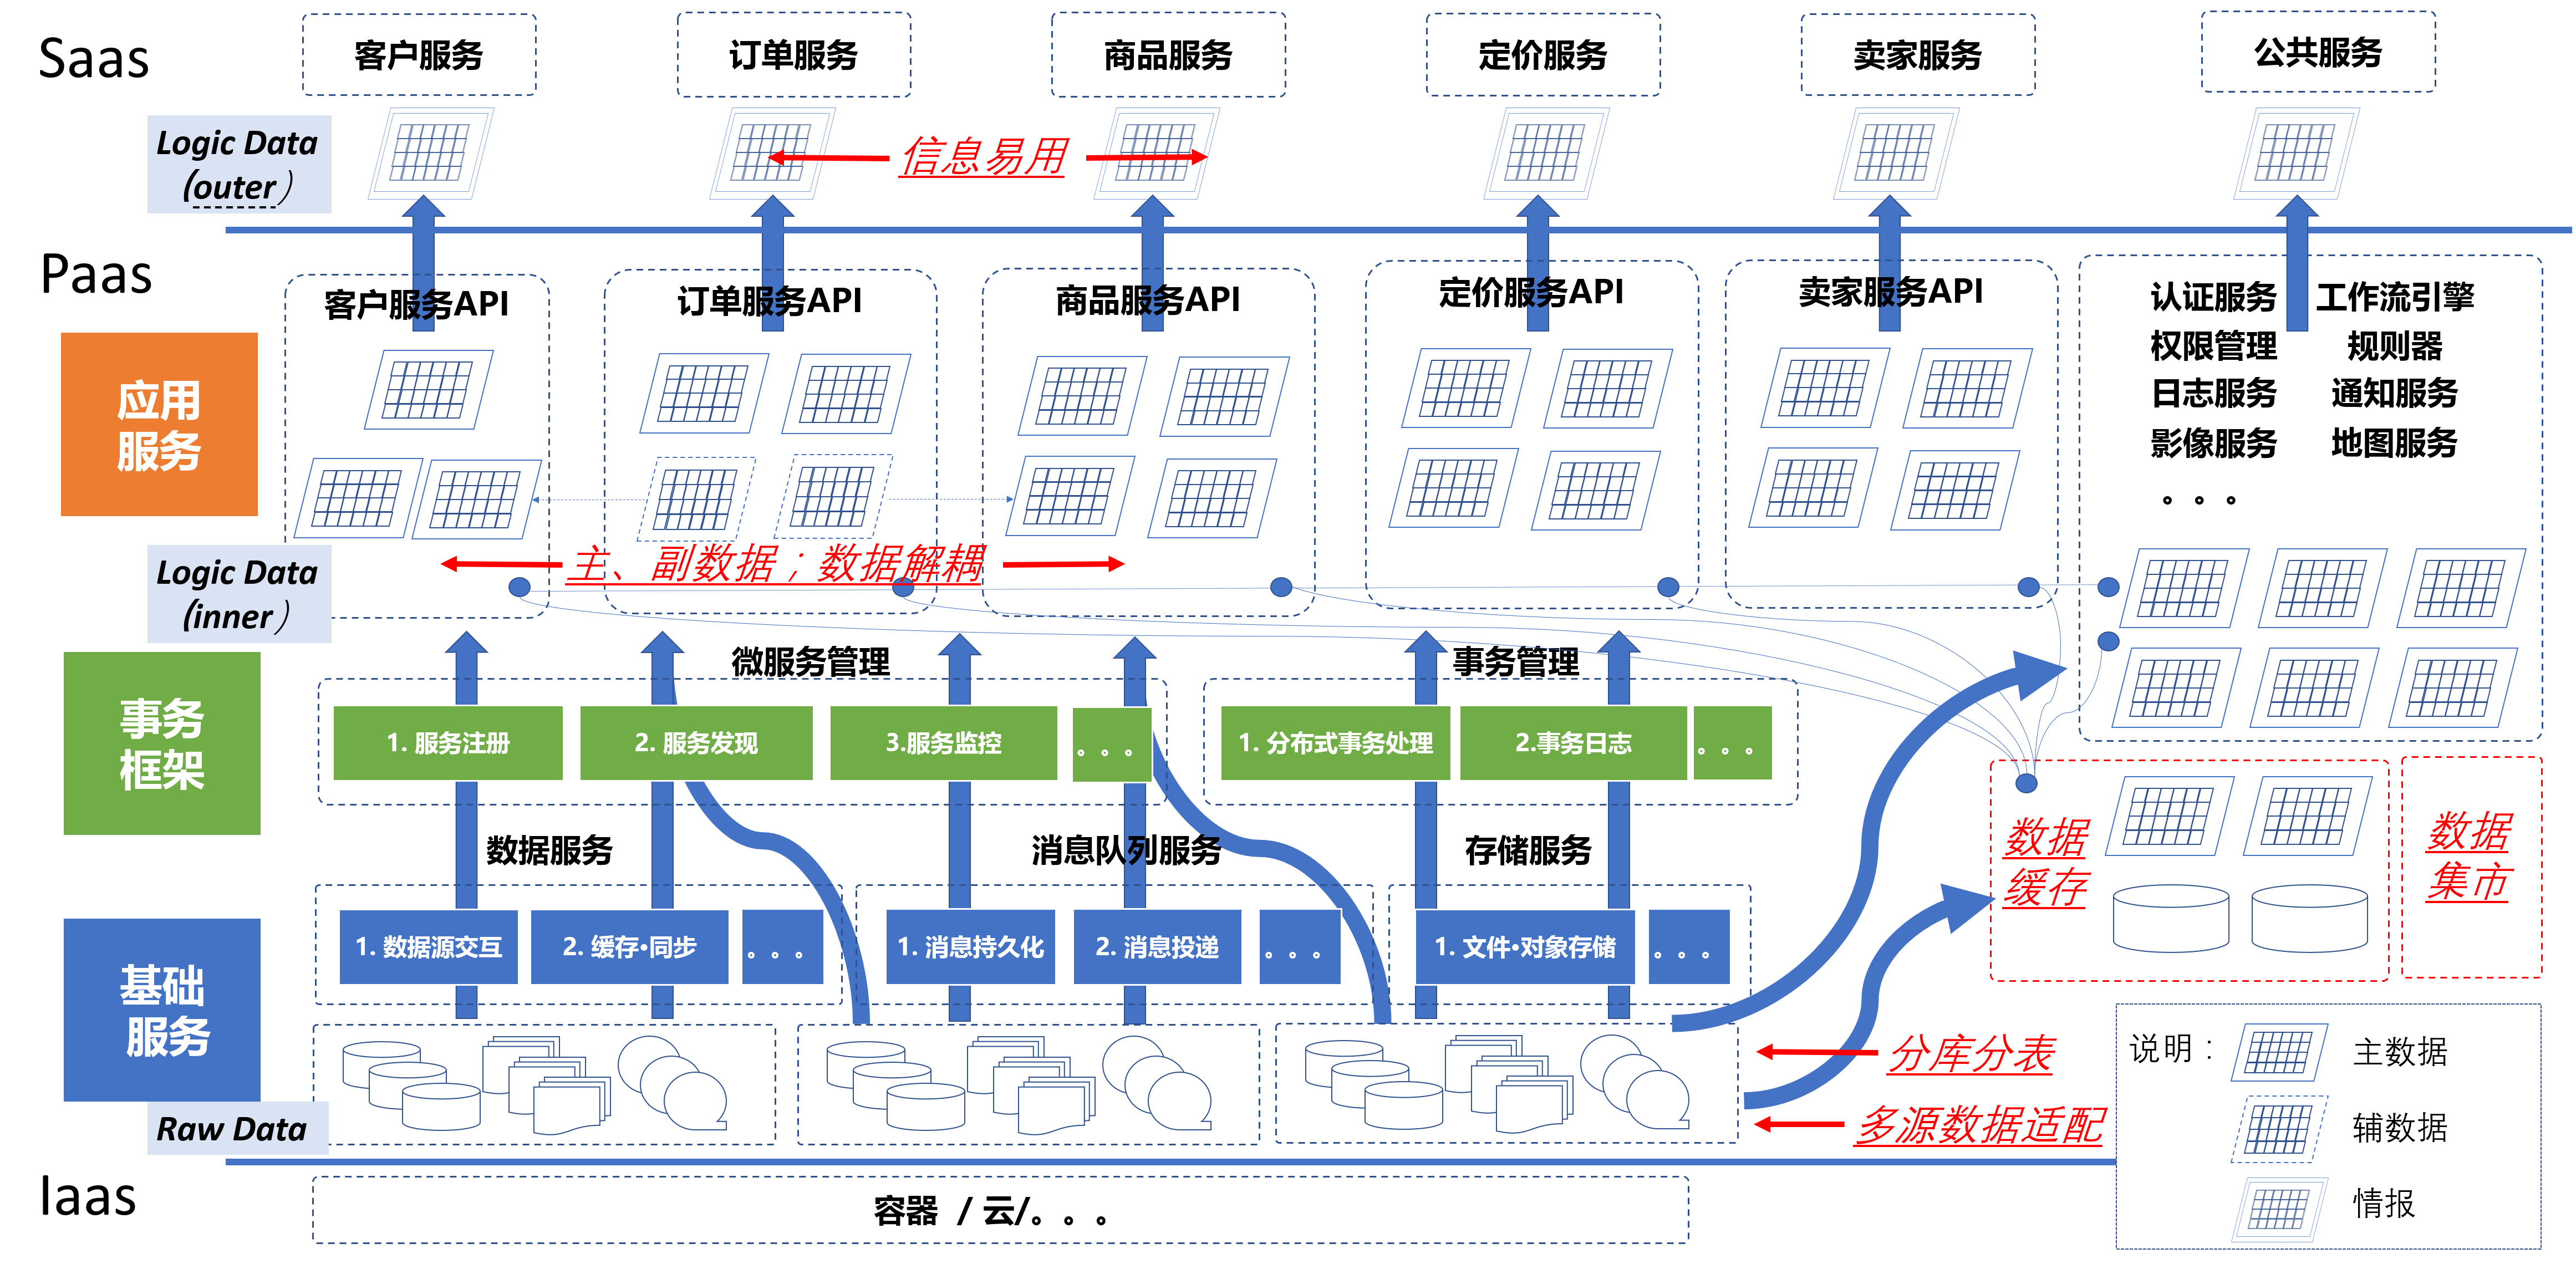 Saas
客户服务
订单服务
商品服务
定价服务
卖家服务
公共服务
Logic Data
(outer）
信息易用
Paas
客户服务API
订单服务API
商品服务API
定价服务API
卖家服务API
认证服务 工作流引擎
权限管理 规则器
日志服务 通知服务
影像服务 地图服务
。。。
应用
服务
主、副数据；数据解耦
Logic Data
(inner）
事务
框架
微服务管理
1. 服务注册
2. 服务发现
3.服务监控
。。。
事务管理
1. 分布式事务处理
2.事务日志
。。。
数据
缓存
数据
集市
基础
服务
数据服务
1. 数据源交互
2. 缓存·同步
。。。
消息队列服务
1. 消息持久化
2. 消息投递
。。。
存储服务
1. 文件·对象存储
。。。
Raw Data
分库分表
多源数据适配
说明：
主数据
辅数据
情报
Iaas
容器 / 云/。。。